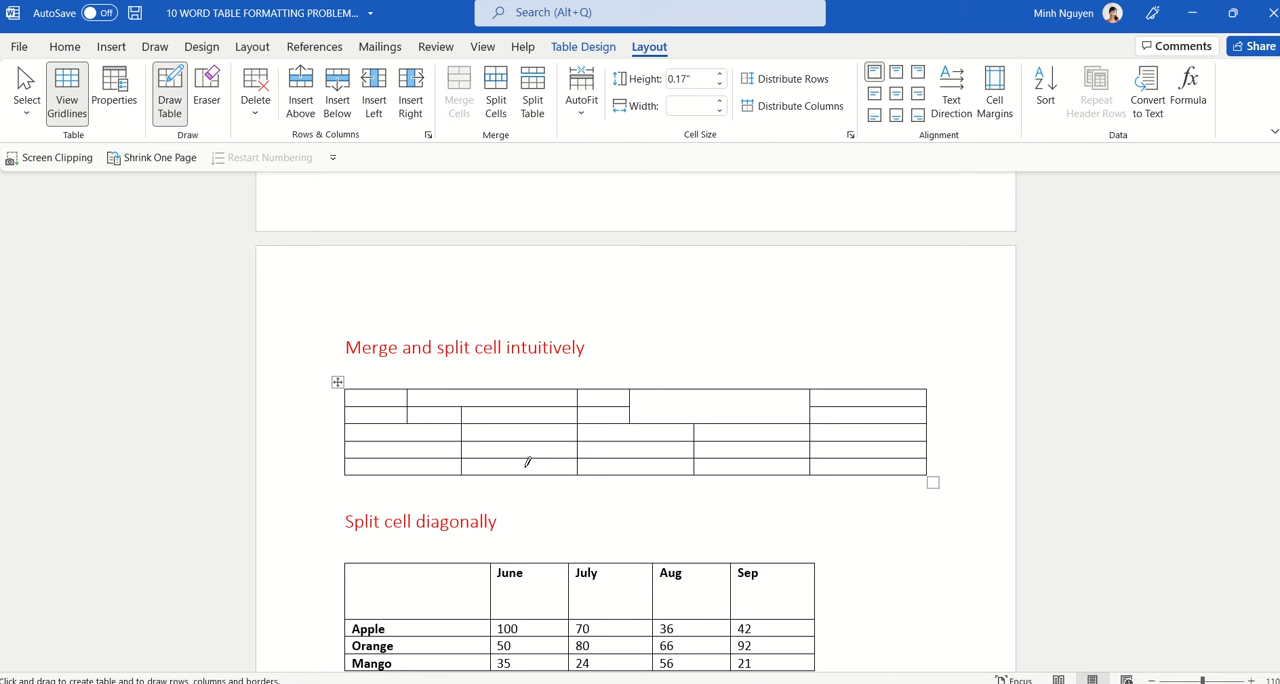 AutoSave Off 10 WORD TABLE FORMATTING PROBLEM... Search (Alt+Q) Minh Nguyen
File Home Insert Draw Design Layout References Mailings Review View Help Table Design Layout Comments Share
Select View Gridlines Properties
Table
Draw Table Eraser
Draw
Delete Insert Above Insert Below Insert Left Insert Right
Rows & Columns
Merge Cells Split Cells Split Table
Merge
AutoFit Height: 0.17" Distribute Rows
Width: Distribute Columns
Cell Size
Text Direction Cell Margins
Alignment
Sort Repeat Header Rows Convert to Text Formula
Data
Screen Clipping Shrink One Page Restart Numbering
Merge and split cell intuitively
Split cell diagonally
June July Aug Sep
Apple 100 70 36 42
Orange 50 80 66 92
Mango 35 24 56 21
Click and drag to create table and to draw rows, columns and borders. Focus 110